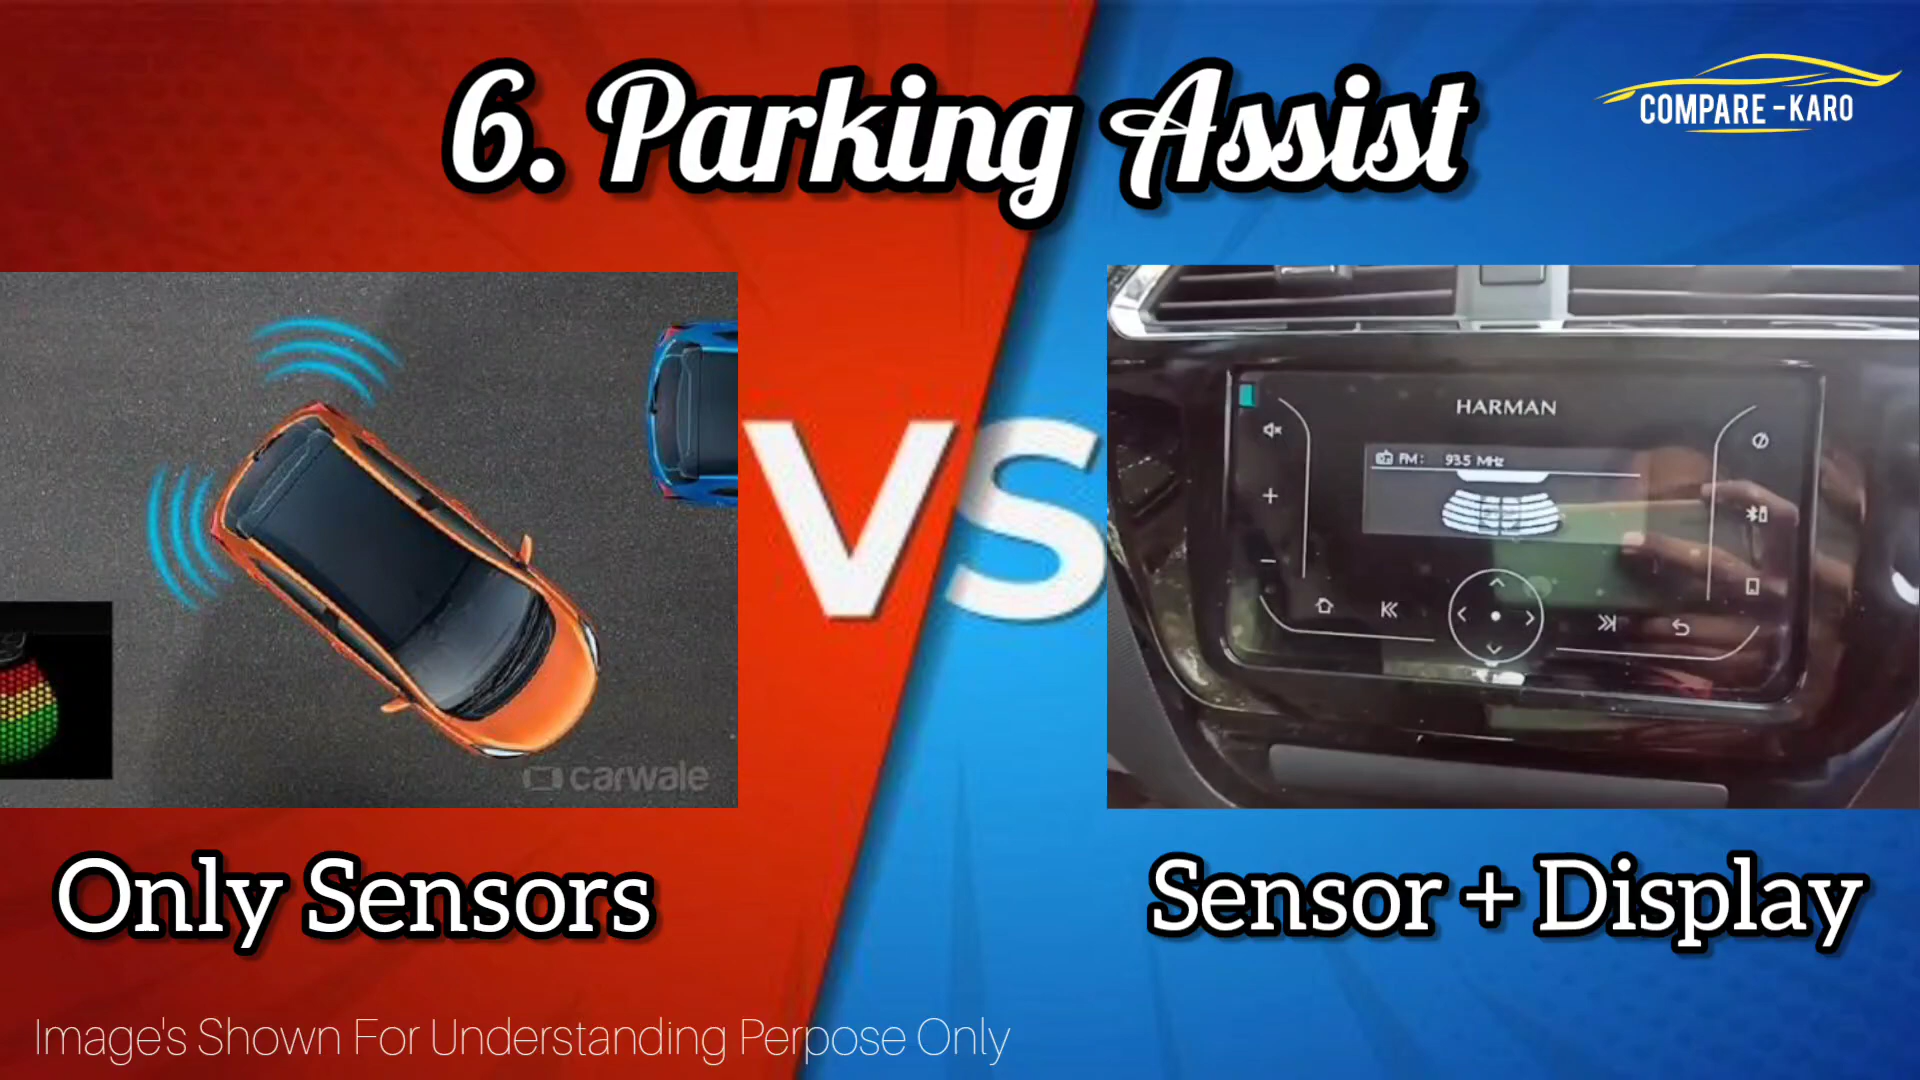 6. Parking Assist
COMPARE-KARO
VS
HARMAN
FM: 93.5 MHz
carwale
Only Sensors
Sensor + Display
Image's Shown For Understanding Perpose Only